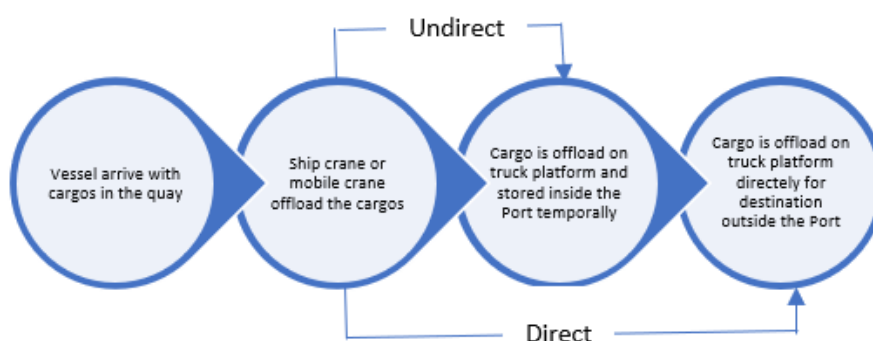 Undirect
Vessel arrive with
cargos in the quay
Ship crane or
mobile crane
offload the cargos
Cargo is offload on
truck platform and
stored inside the
Port temporally
Cargo is offload on
truck platform
directely for
destination
outside the Port
Direct